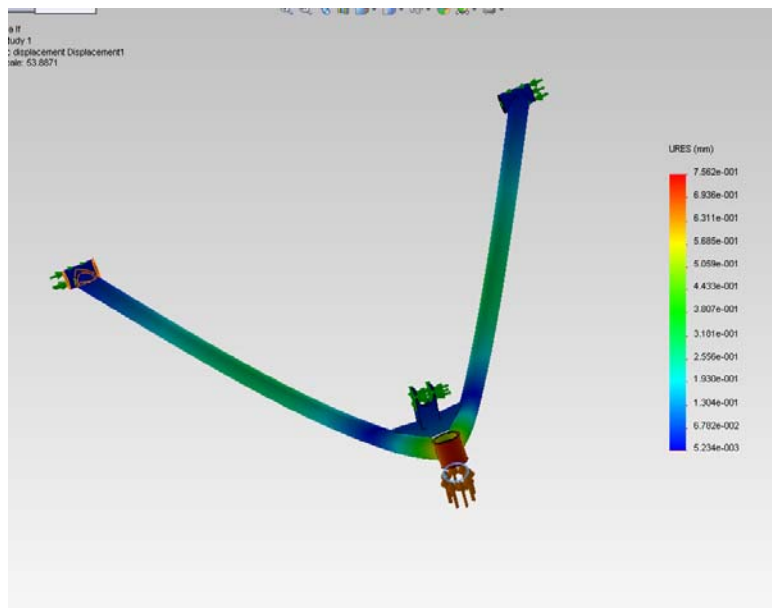 a lf
tudy 1
: displacement Displacement1
cale: 53.8871
URES (mm)
7.562e-001
6.936e-001
6.311e-001
5.685e-001
5.059e-001
4.433e-001
3.807e-001
3.181e-001
2.556e-001
1.930e-001
1.304e-001
6.782e-002
5.234e-003